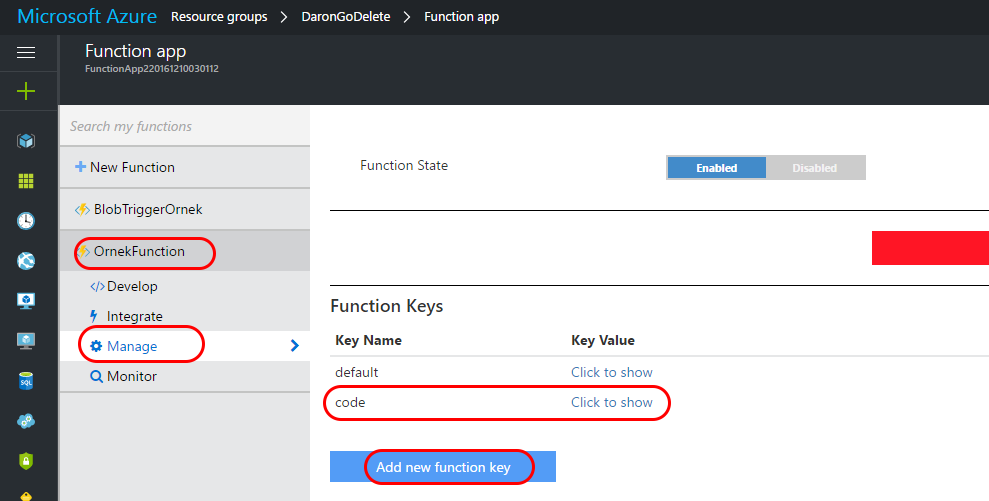 Microsoft Azure Resource groups > DaronGoDelete > Function app
Function app
FunctionApp220161210030112
Search my functions
+ New Function
BlobTriggerOrnek
OrnekFunction
</> Develop
Integrate
Manage
Monitor
Function State Enabled Disabled
Function Keys
Key Name Key Value
default Click to show
code Click to show
Add new function key